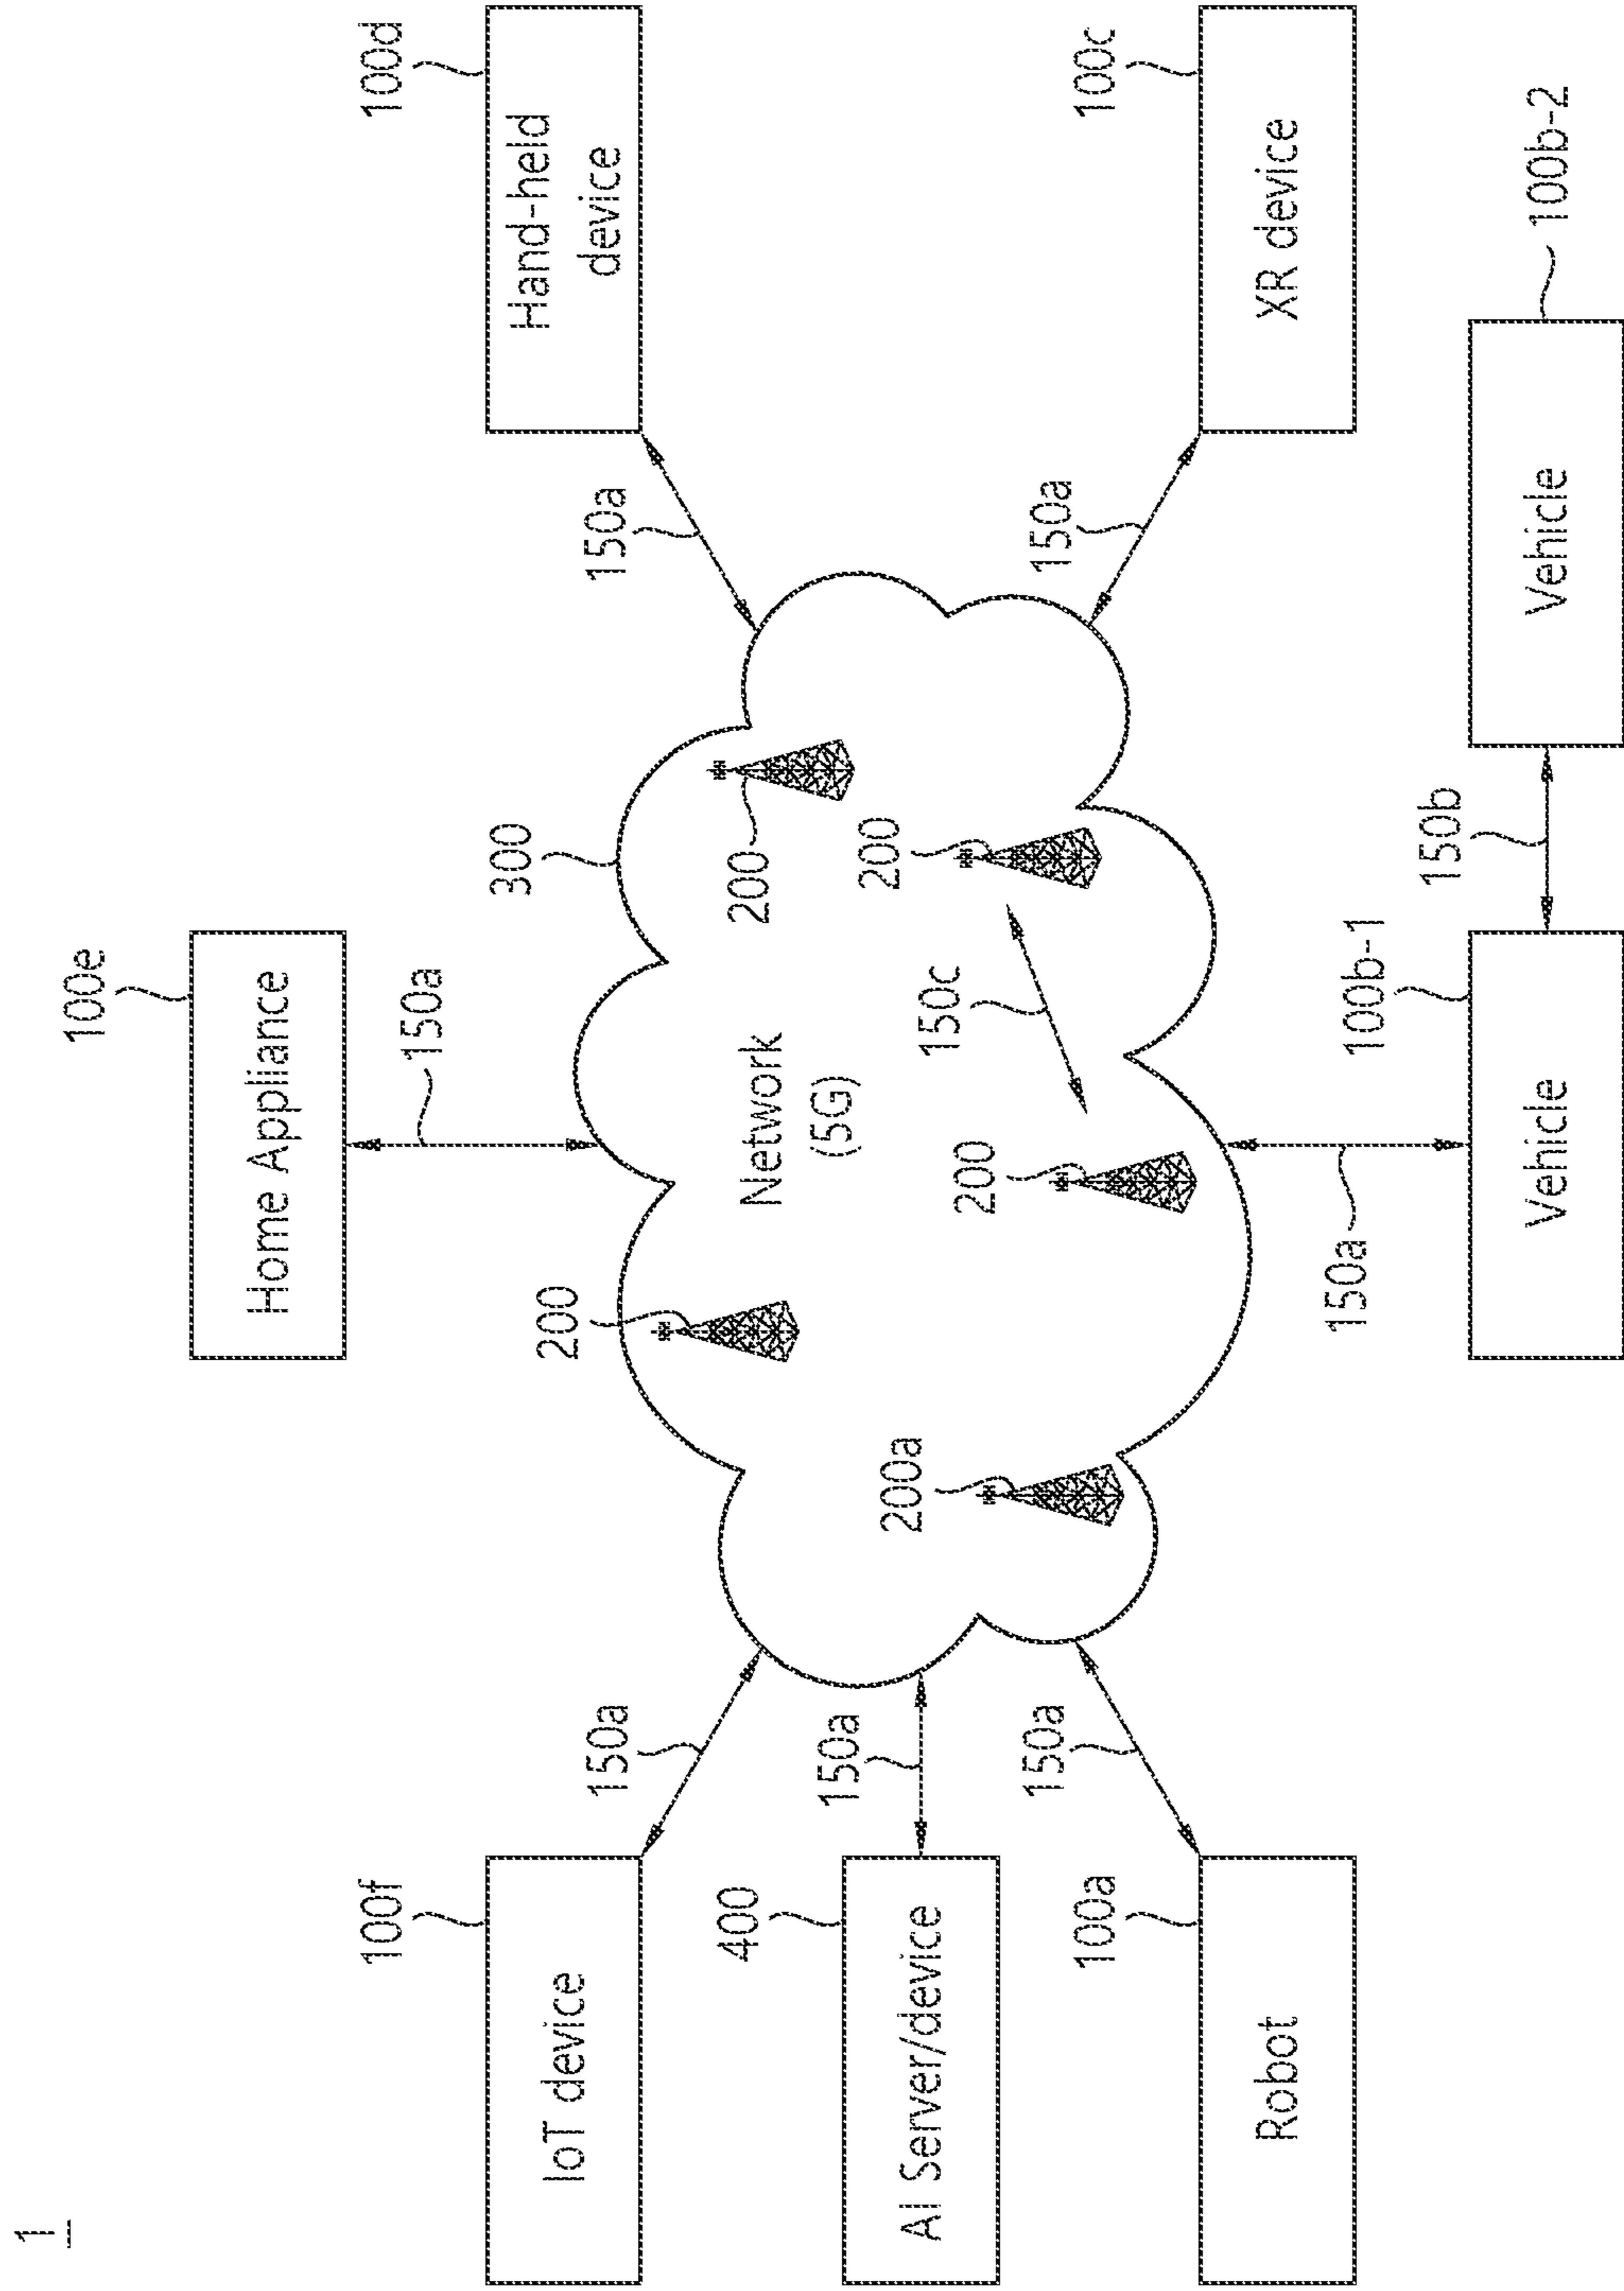 1
100e
Home Appliance
150a
100f
IoT device
150a
300
100d
Hand-held
device
150a
200
200
Network
(5G)
400
AI Server/device
150a
200a
200
150c
200
100a
Robot
150a
100c
XR device
150a
150a
100b-1
Vehicle
150b
Vehicle
100b-2